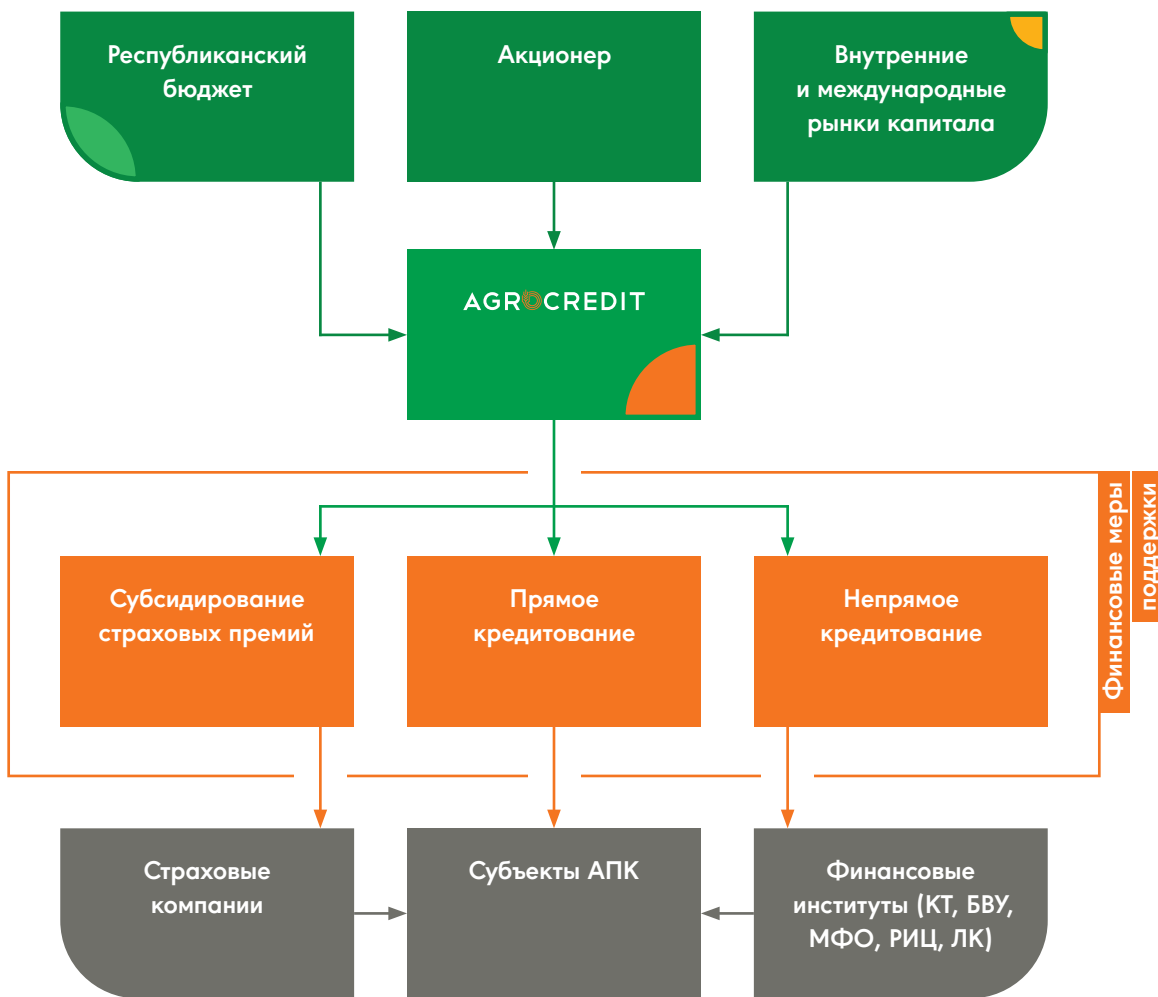 Республиканский
бюджет
Акционер
Внутренние
и международные
рынки капитала
AGROCREDIT
Финансовые меры
поддержки
Субсидирование
страховых премий
Прямое
кредитование
Непрямое
кредитование
Страховые
компании
Субъекты АПК
Финансовые
институты (КТ, БВУ,
МФО, РИЦ, ЛК)